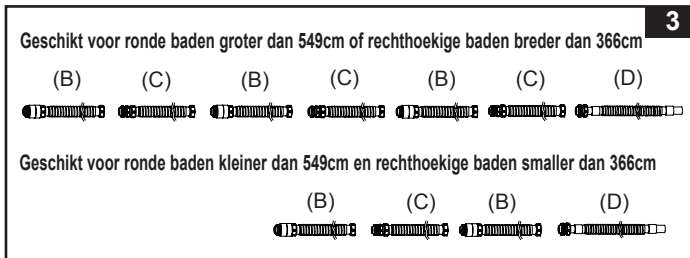 3
Geschikt voor ronde baden groter dan 549cm of rechthoekige baden breder dan 366cm
(B) (C) (B) (C) (B) (C) (D)
Geschikt voor ronde baden kleiner dan 549cm en rechthoekige baden smaller dan 366cm
(B) (C) (B) (D)